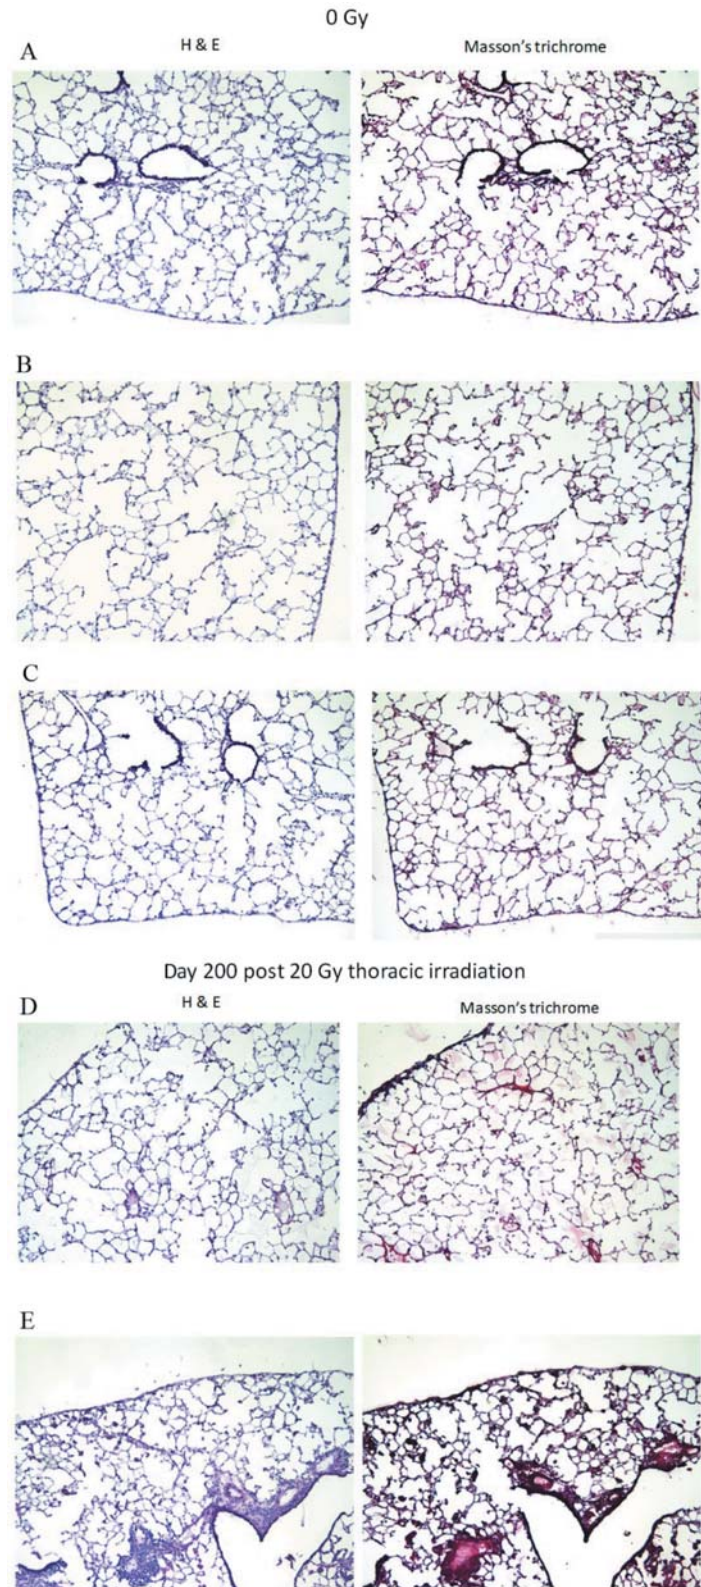 0 Gy
A H & E Masson's trichrome
B
C
Day 200 post 20 Gy thoracic irradiation
D H & E Masson's trichrome
E